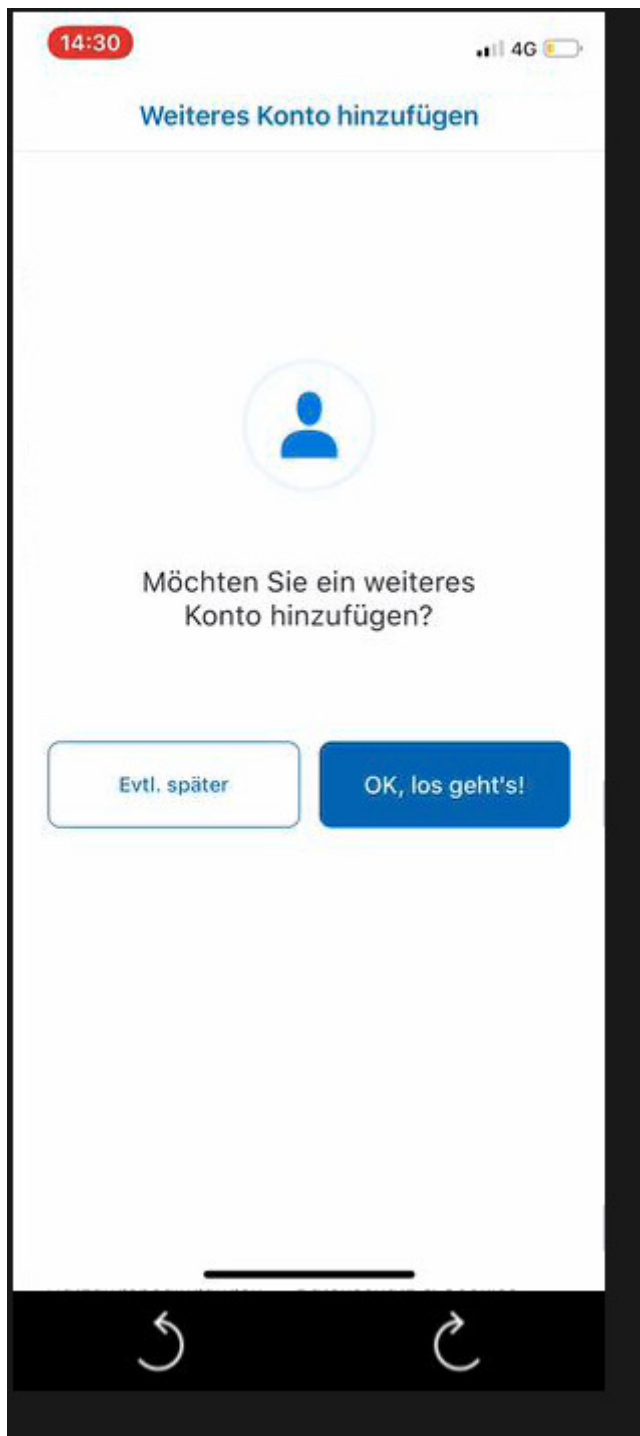 14:30
4G
Weiteres Konto hinzufügen
Möchten Sie ein weiteres
Konto hinzufügen?
Evtl. später
OK, los geht's!